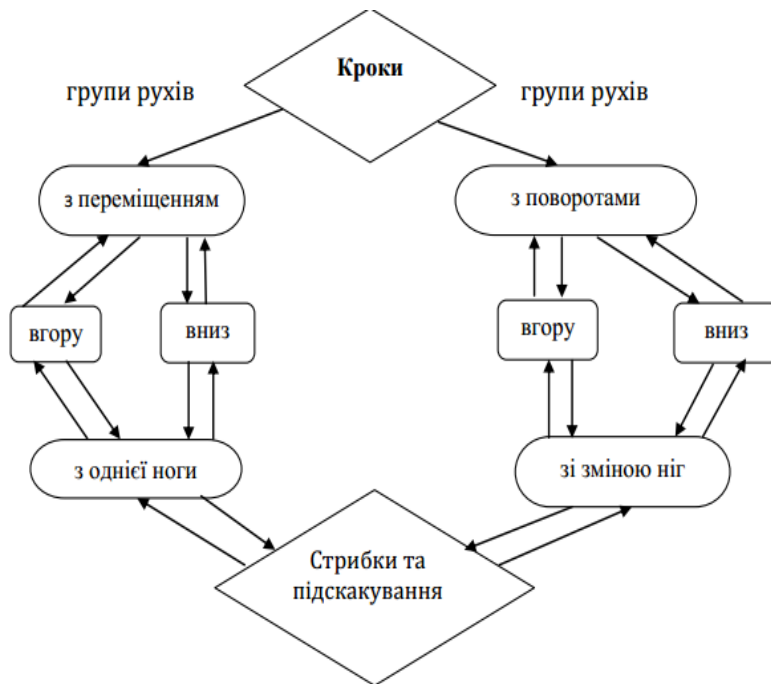 Кроки
групи рухів
групи рухів
з переміщенням
з поворотами
вгору
вниз
вгору
вниз
з однієї ноги
зі зміною ніг
Стрибки та
підскакування